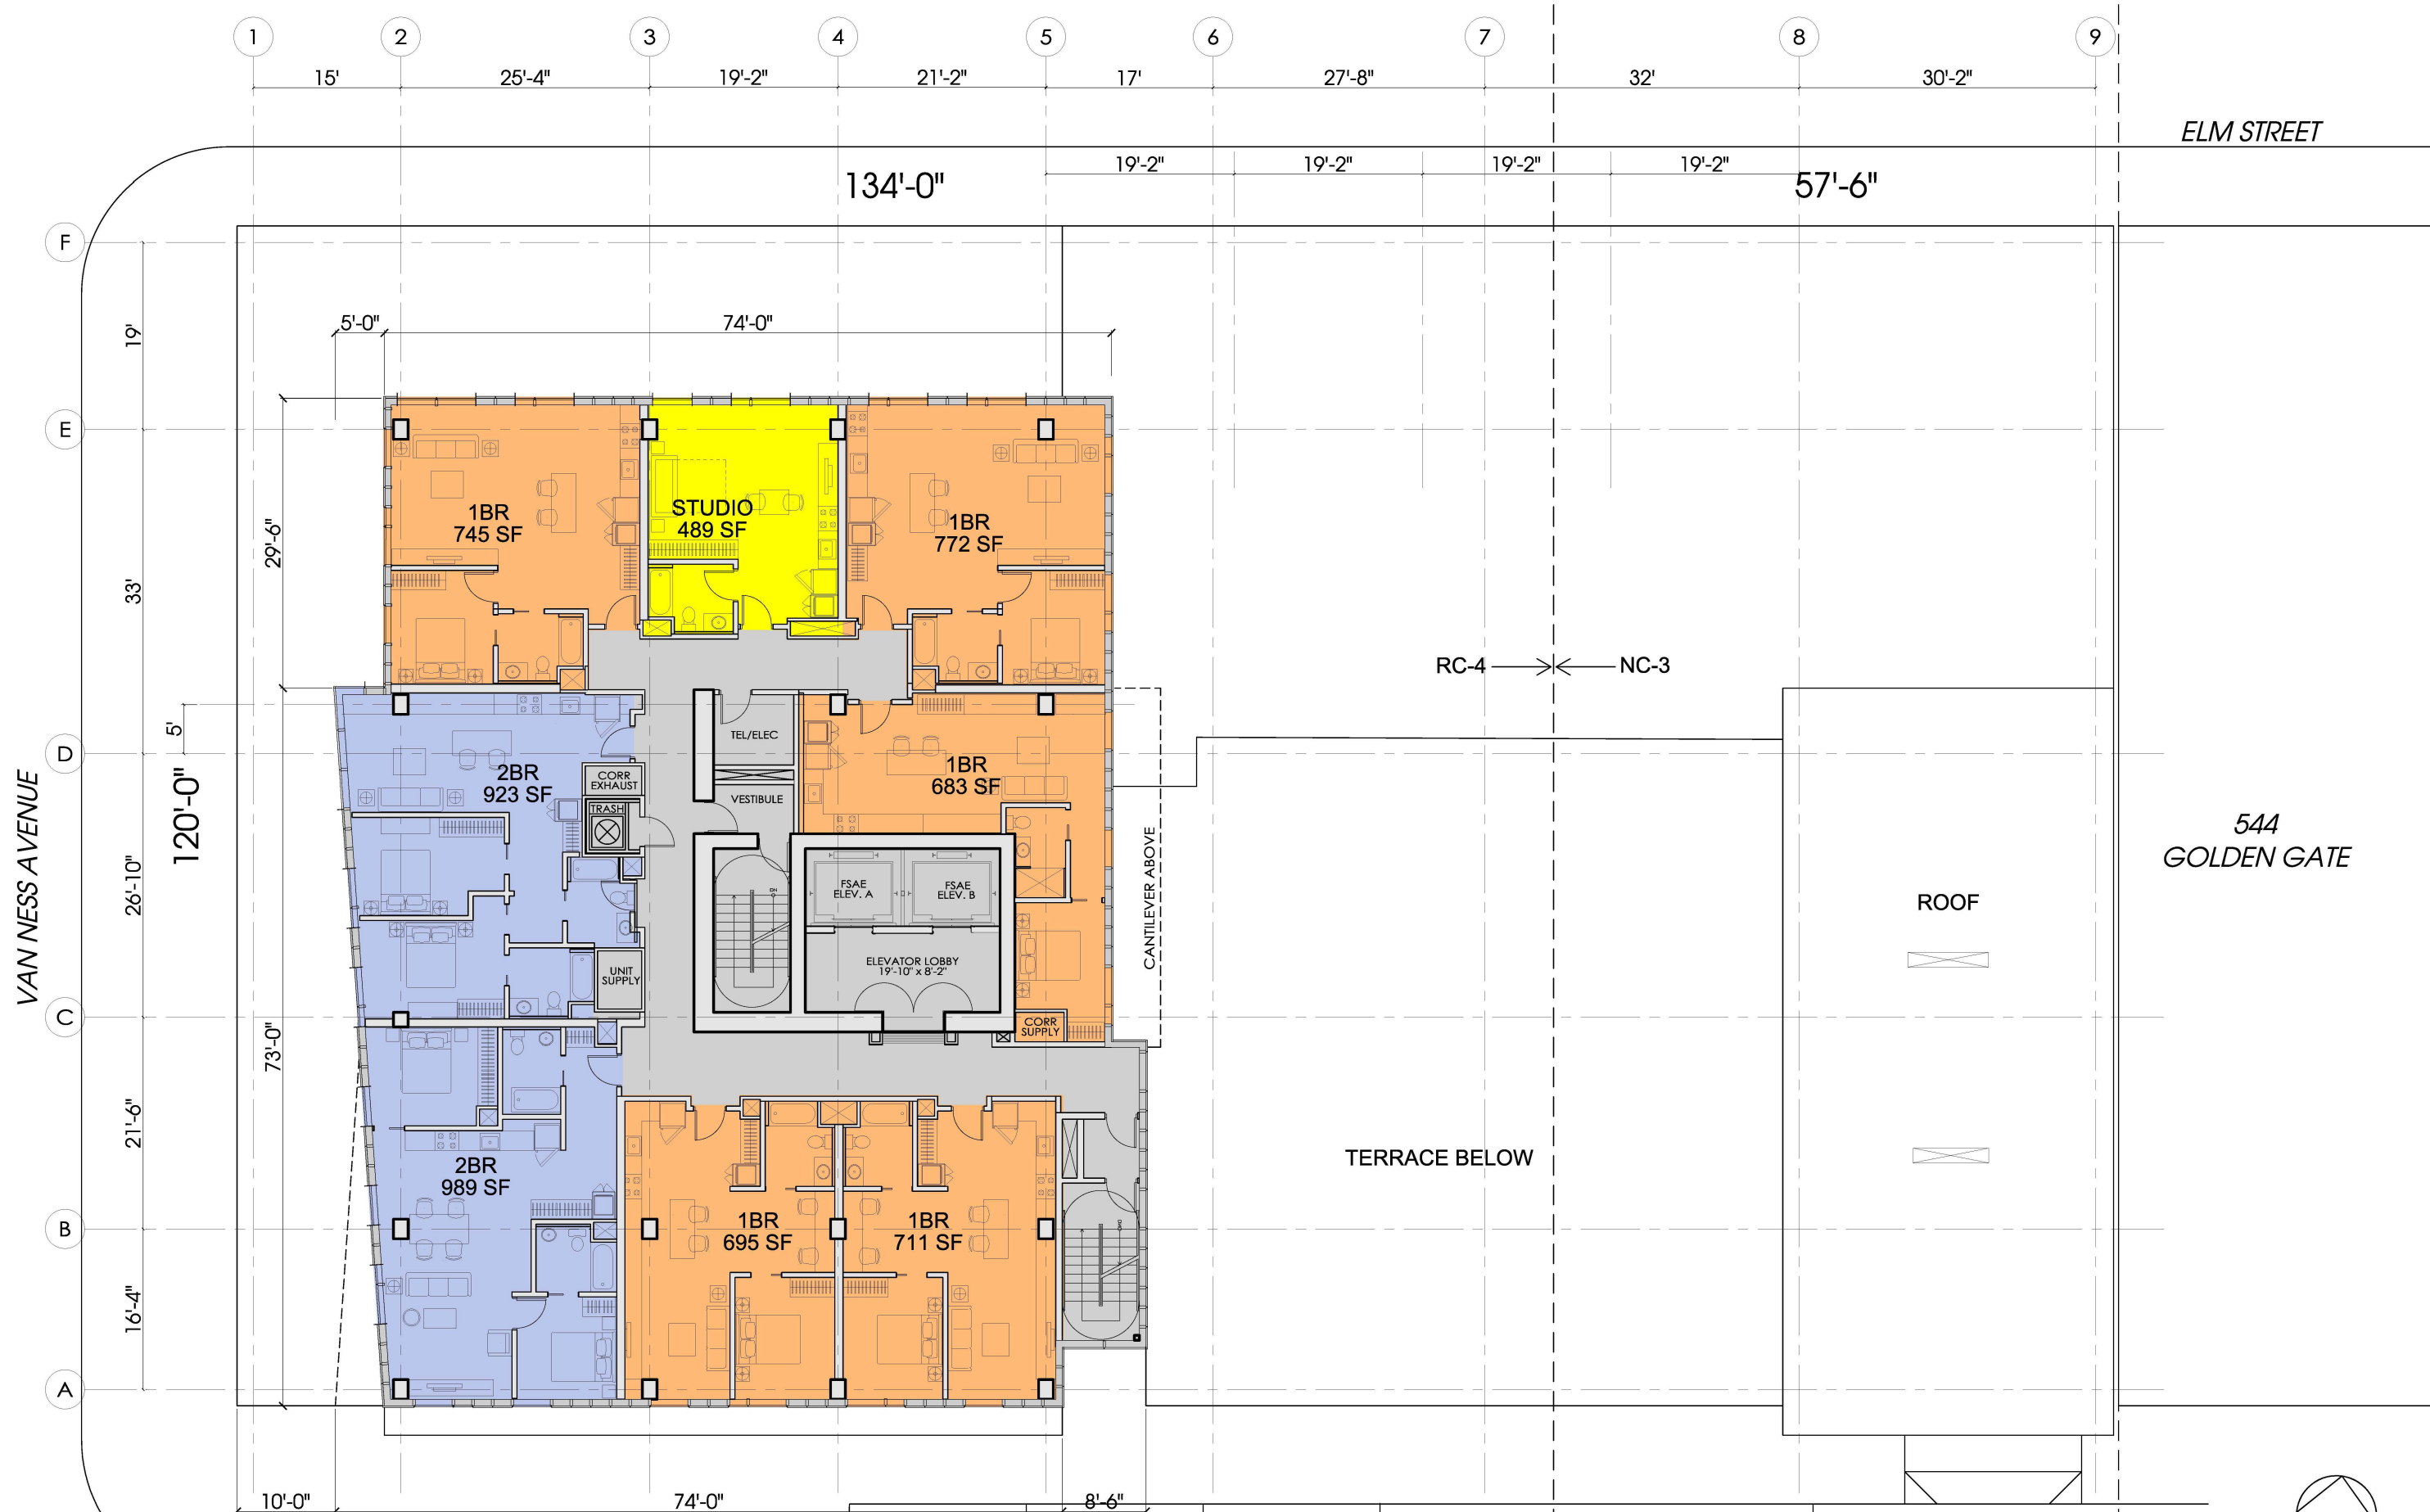 1 2 3 4 5 6 7 8 9
15' 25'-4" 19'-2" 21'-2" 17' 27'-8" 32' 30'-2"
ELM STREET
19'-2" 19'-2" 19'-2" 19'-2"
134'-0" 57'-6"
F
5'-0" 74'-0"
19'
E
1BR
745 SF
STUDIO
489 SF
1BR
772 SF
29'-6"
33'
RC-4 NC-3
5'
D
TEL/ELEC
CORR
EXHAUST
TRASH
VESTIBULE
2BR
923 SF
1BR
683 SF
VAN NESS AVENUE
120'-0"
26'-10"
CANTILEVER ABOVE
544
GOLDEN GATE
FSAE
ELEV. A
FSAE
ELEV. B
DN
ROOF
ELEVATOR LOBBY
19'-10" x 8'-2"
UNIT
SUPPLY
C
CORR
SUPPLY
73'-0"
21'-6"
2BR
989 SF
TERRACE BELOW
1BR
695 SF
1BR
711 SF
DN
B
16'-4"
A
10'-0" 74'-0" 8'-6"